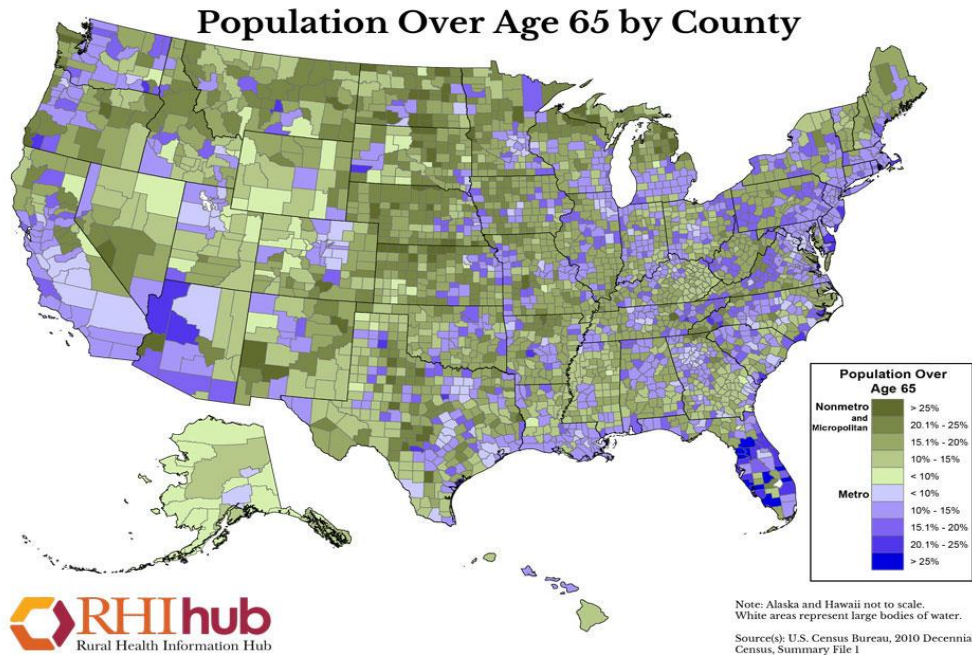 Population Over Age 65 by County
Population Over
Age 65
Nonmetro
and
Micropolitan
> 25%
20.1% - 25%
15.1% - 20%
10% - 15%
< 10%
Metro
< 10%
10% - 15%
15.1% - 20%
20.1% - 25%
> 25%
RHIhub
Rural Health Information Hub
Note: Alaska and Hawaii not to scale.
White areas represent large bodies of water.
Source(s): U.S. Census Bureau, 2010 Decennia
Census, Summary File 1